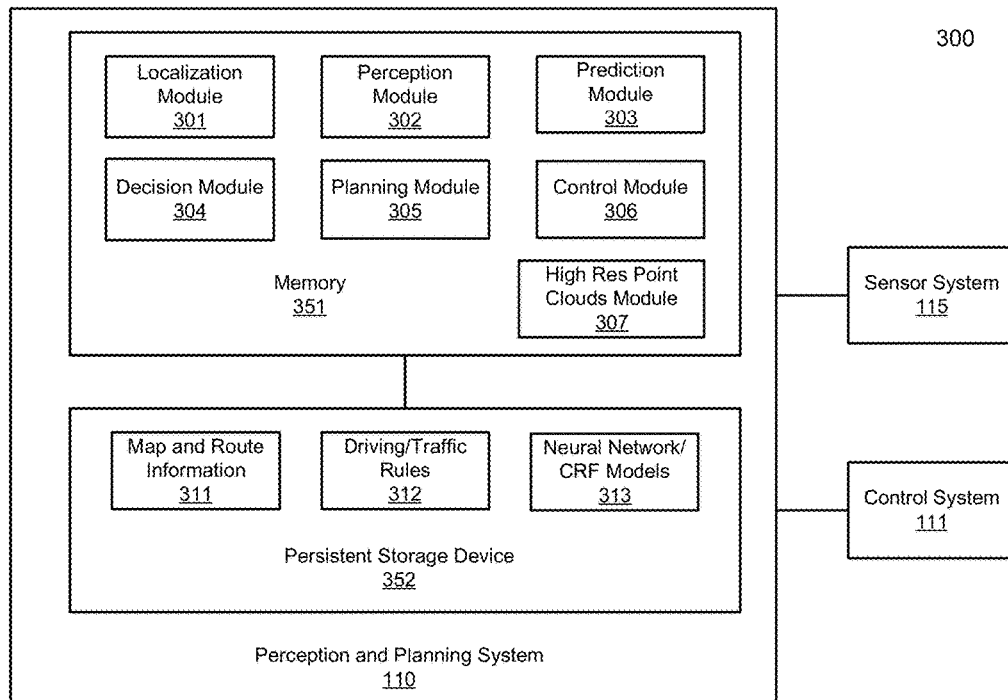 300
Localization
Module
301
Perception
Module
302
Prediction
Module
303
Decision Module
304
Planning Module
305
Control Module
306
Memory
351
High Res Point
Clouds Module
307
Sensor System
115
Map and Route
Information
311
Driving/Traffic
Rules
312
Neural Network/
CRF Models
313
Control System
111
Persistent Storage Device
352
Perception and Planning System
110